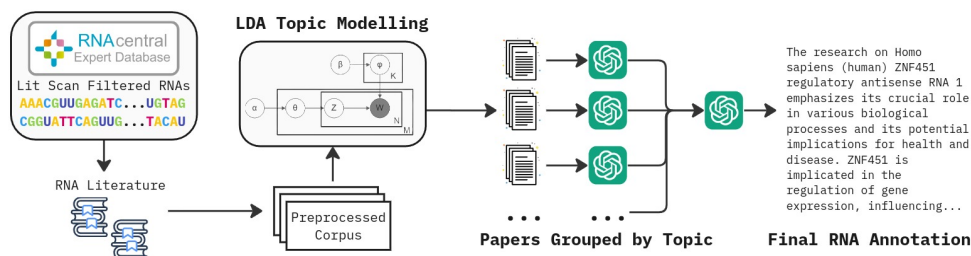 RNAcentral
Expert Database
Lit Scan Filtered RNAs
AAACGUUGAGATC...UGTAG
CGGUATTCAGUUG...TACAU
RNA Literature
LDA Topic Modelling
β
φ
K
α
θ
Z
W
N
M
Preprocessed
Corpus
Papers Grouped by Topic
The research on Homo
sapiens (human) ZNF451
regulatory antisense RNA 1
emphasizes its crucial role
in various biological
processes and its potential
implications for health and
disease. ZNF451 is
implicated in the
regulation of gene
expression, influencing...
Final RNA Annotation